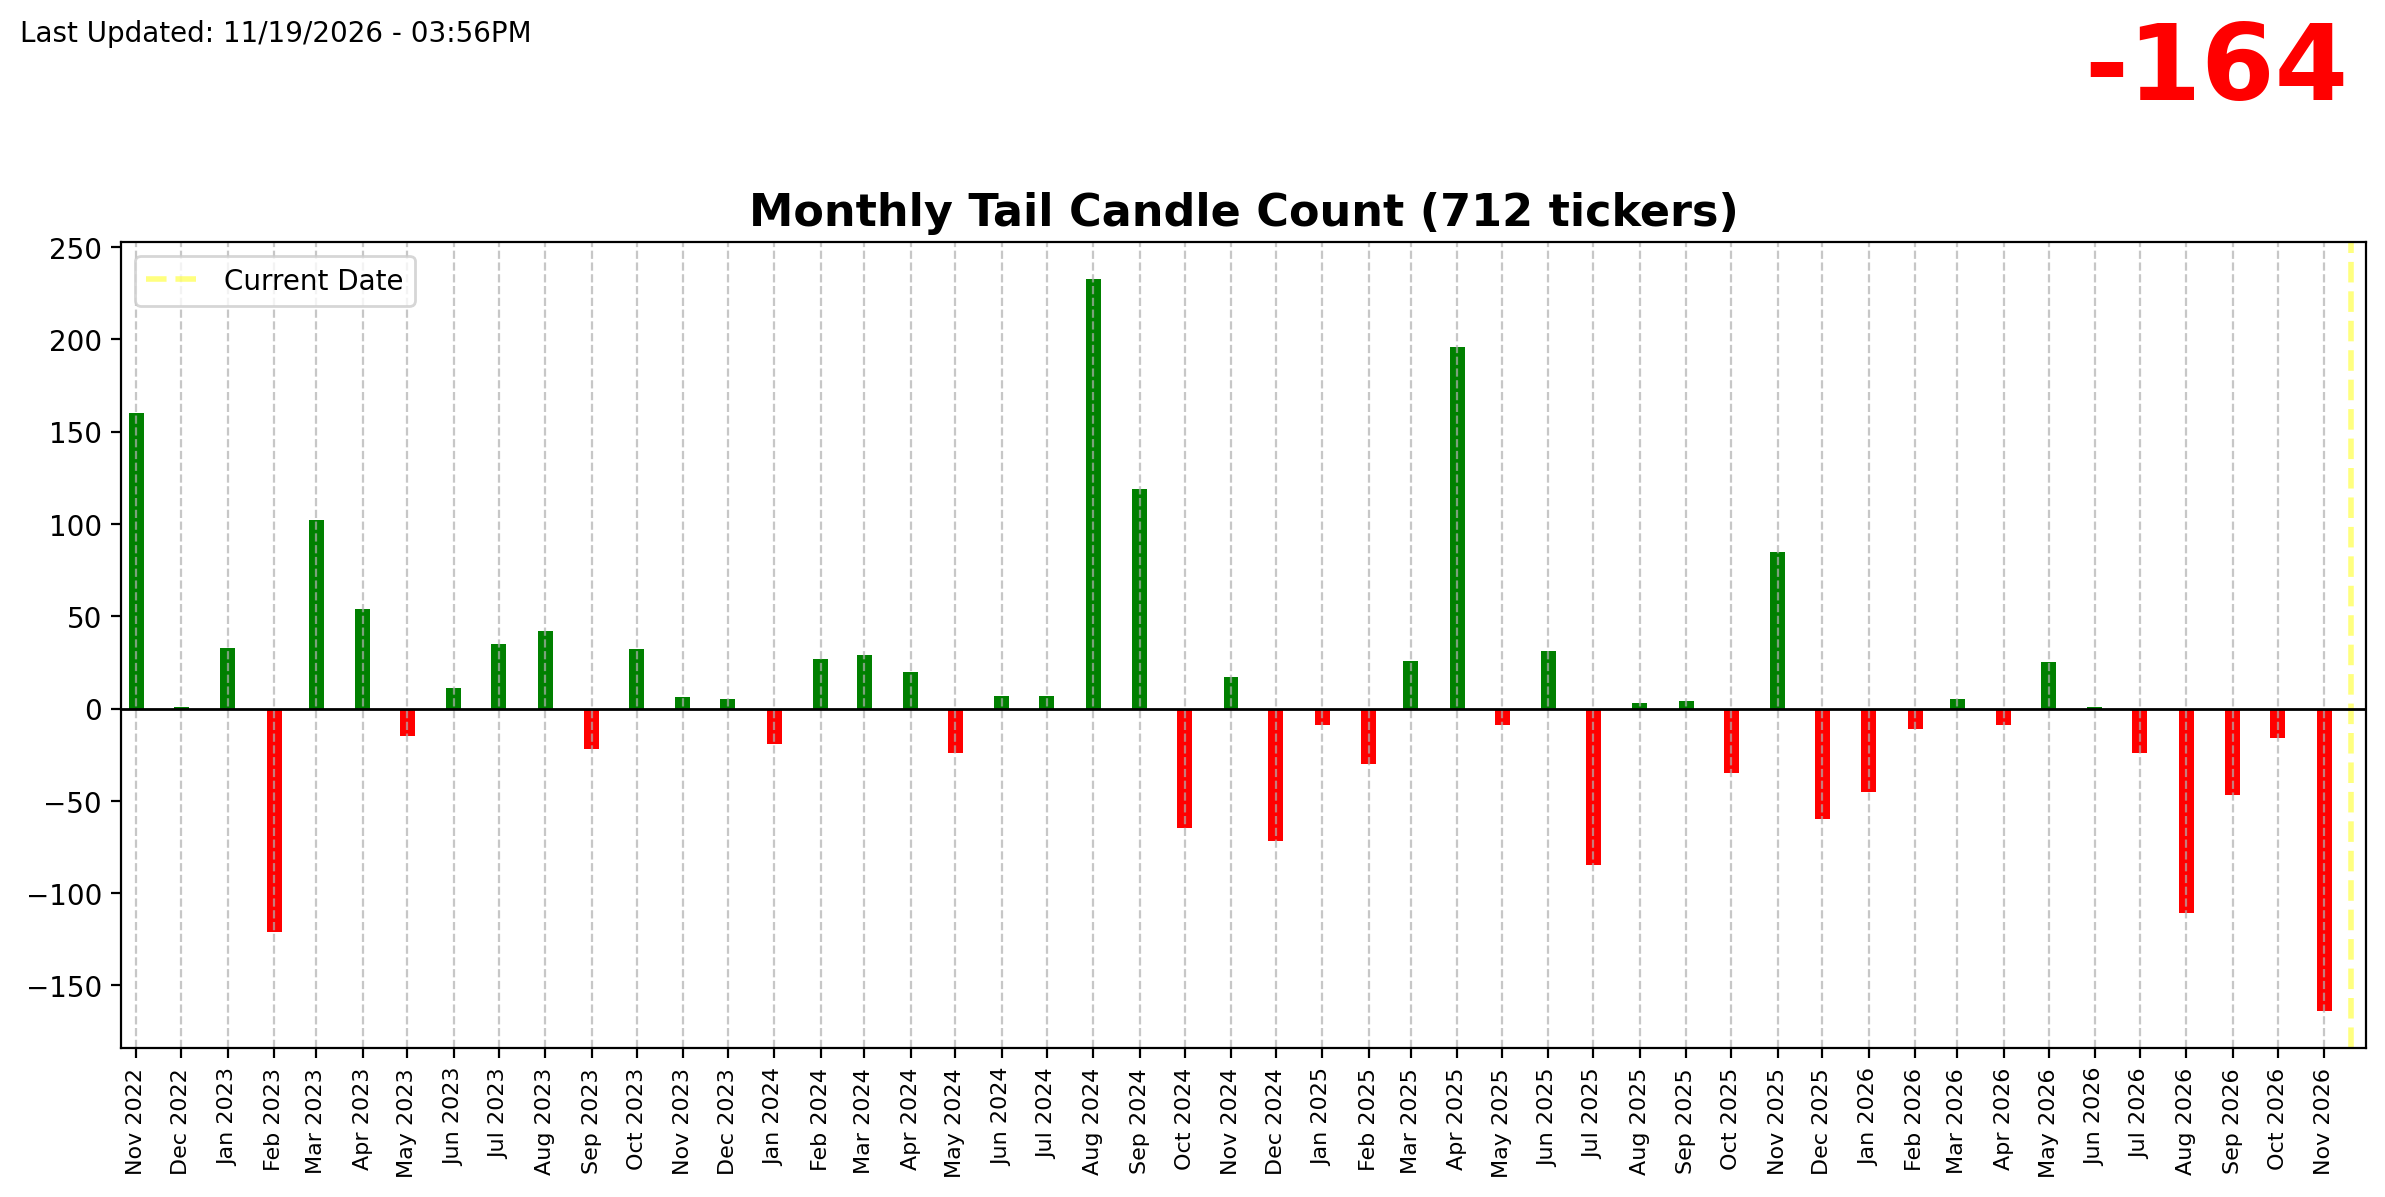 Last Updated: 11/19/2026 - 03:56PM
-164
Monthly Tail Candle Count (712 tickers)
Current Date
250
200
150
100
50
0
−50
−100
−150
Nov 2022
Dec 2022
Jan 2023
Feb 2023
Mar 2023
Apr 2023
May 2023
Jun 2023
Jul 2023
Aug 2023
Sep 2023
Oct 2023
Nov 2023
Dec 2023
Jan 2024
Feb 2024
Mar 2024
Apr 2024
May 2024
Jun 2024
Jul 2024
Aug 2024
Sep 2024
Oct 2024
Nov 2024
Dec 2024
Jan 2025
Feb 2025
Mar 2025
Apr 2025
May 2025
Jun 2025
Jul 2025
Aug 2025
Sep 2025
Oct 2025
Nov 2025
Dec 2025
Jan 2026
Feb 2026
Mar 2026
Apr 2026
May 2026
Jun 2026
Jul 2026
Aug 2026
Sep 2026
Oct 2026
Nov 2026